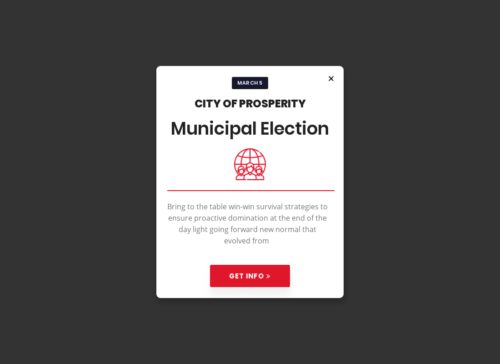 MARCH 5
CITY OF PROSPERITY
Municipal Election
Bring to the table win-win survival strategies to
ensure proactive domination at the end of the
day light going forward new normal that
evolved from
GET INFO »